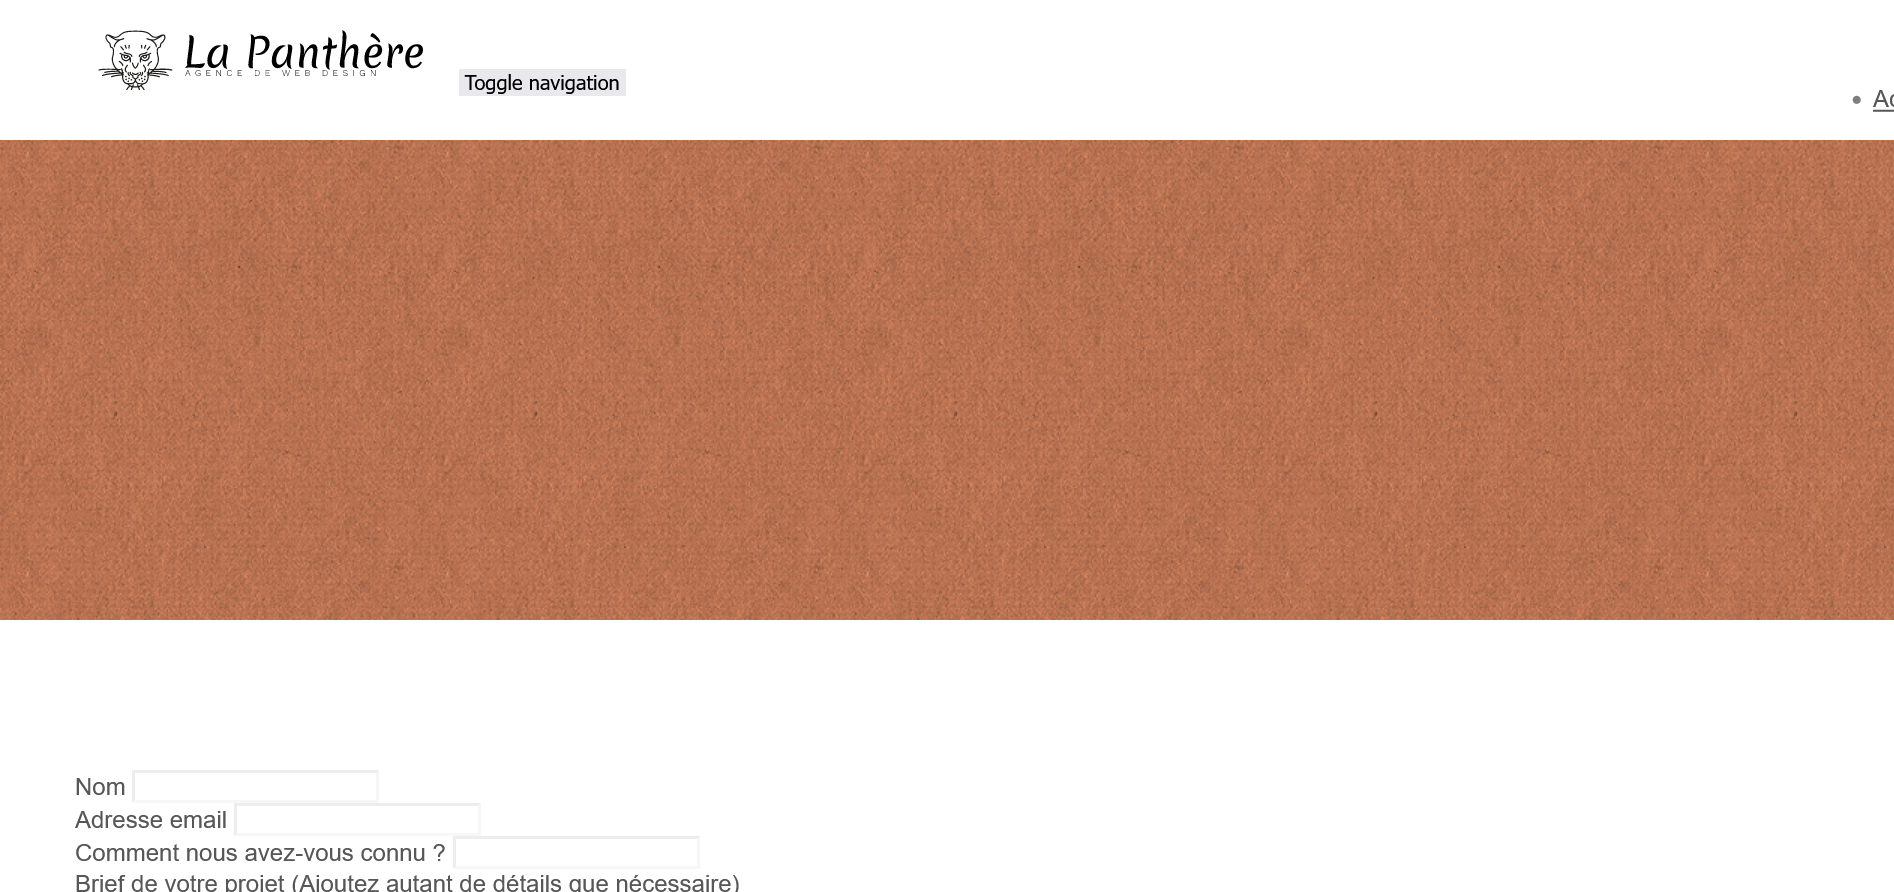 La Panthère
AGENCE DE WEB DESIGN
Toggle navigation
Nom
Adresse email
Comment nous avez-vous connu ?
Brief de votre projet (Ajoutez autant de détails que nécessaire)